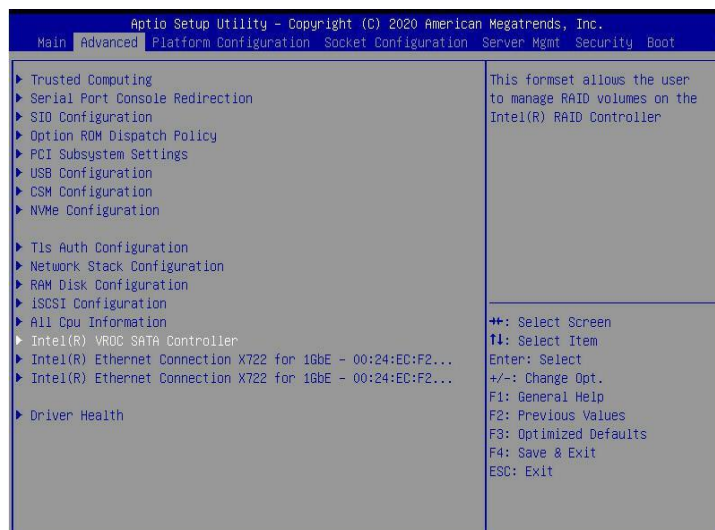 Aptio Setup Utility – Copyright (C) 2020 American Megatrends, Inc.
Main Advanced Platform Configuration Socket Configuration Server Mgmt Security Boot
Trusted Computing
Serial Port Console Redirection
SIO Configuration
Option ROM Dispatch Policy
PCI Subsystem Settings
USB Configuration
CSM Configuration
NVMe Configuration
Tls Auth Configuration
Network Stack Configuration
RAM Disk Configuration
iSCSI Configuration
All Cpu Information
Intel(R) VROC SATA Controller
Intel(R) Ethernet Connection X722 for 1GbE – 00:24:EC:F2...
Intel(R) Ethernet Connection X722 for 1GbE – 00:24:EC:F2...
Driver Health
This formset allows the user
to manage RAID volumes on the
Intel(R) RAID Controller
→←: Select Screen
↑↓: Select Item
Enter: Select
+/-: Change Opt.
F1: General Help
F2: Previous Values
F3: Optimized Defaults
F4: Save & Exit
ESC: Exit